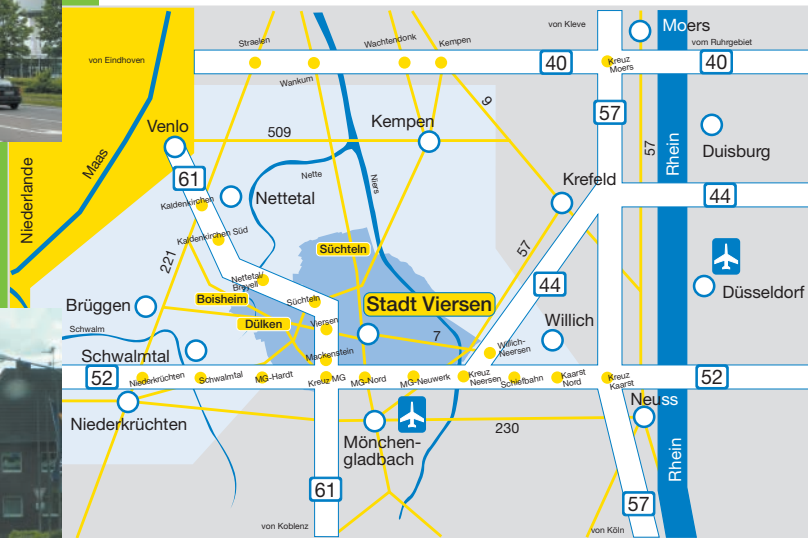 von Kleve
Moers
Straelen
Wachtendonk
Kempen
vom Ruhrgebiet
von Eindhoven
40
Kreuz
Moers
40
Wankum
9
57
Venlo
509
Kempen
57
Rhein
Duisburg
Maas
Niederlande
61
Nette
Niers
Krefeld
Nettetal
44
Kaldenkirchen
Kaldenkirchen Süd
221
Süchteln
57
Nettetal/
Breyell
44
Düsseldorf
Boisheim
Süchteln
Stadt Viersen
Brüggen
Dülken
Viersen
7
Willich
Schwalm
Schwalmtal
Mackenstein
Willich-
Neersen
52
Niederkrüchten
Schwalmtal
MG-Hardt
Kreuz MG
MG-Nord
MG-Neuwerk
Kreuz
Neersen
Schiefbahn
Kaarst
Nord
Kreuz
Kaarst
52
Niederkrüchten
Neuss
Mönchen-
gladbach
230
Rhein
61
57
von Koblenz
von Köln